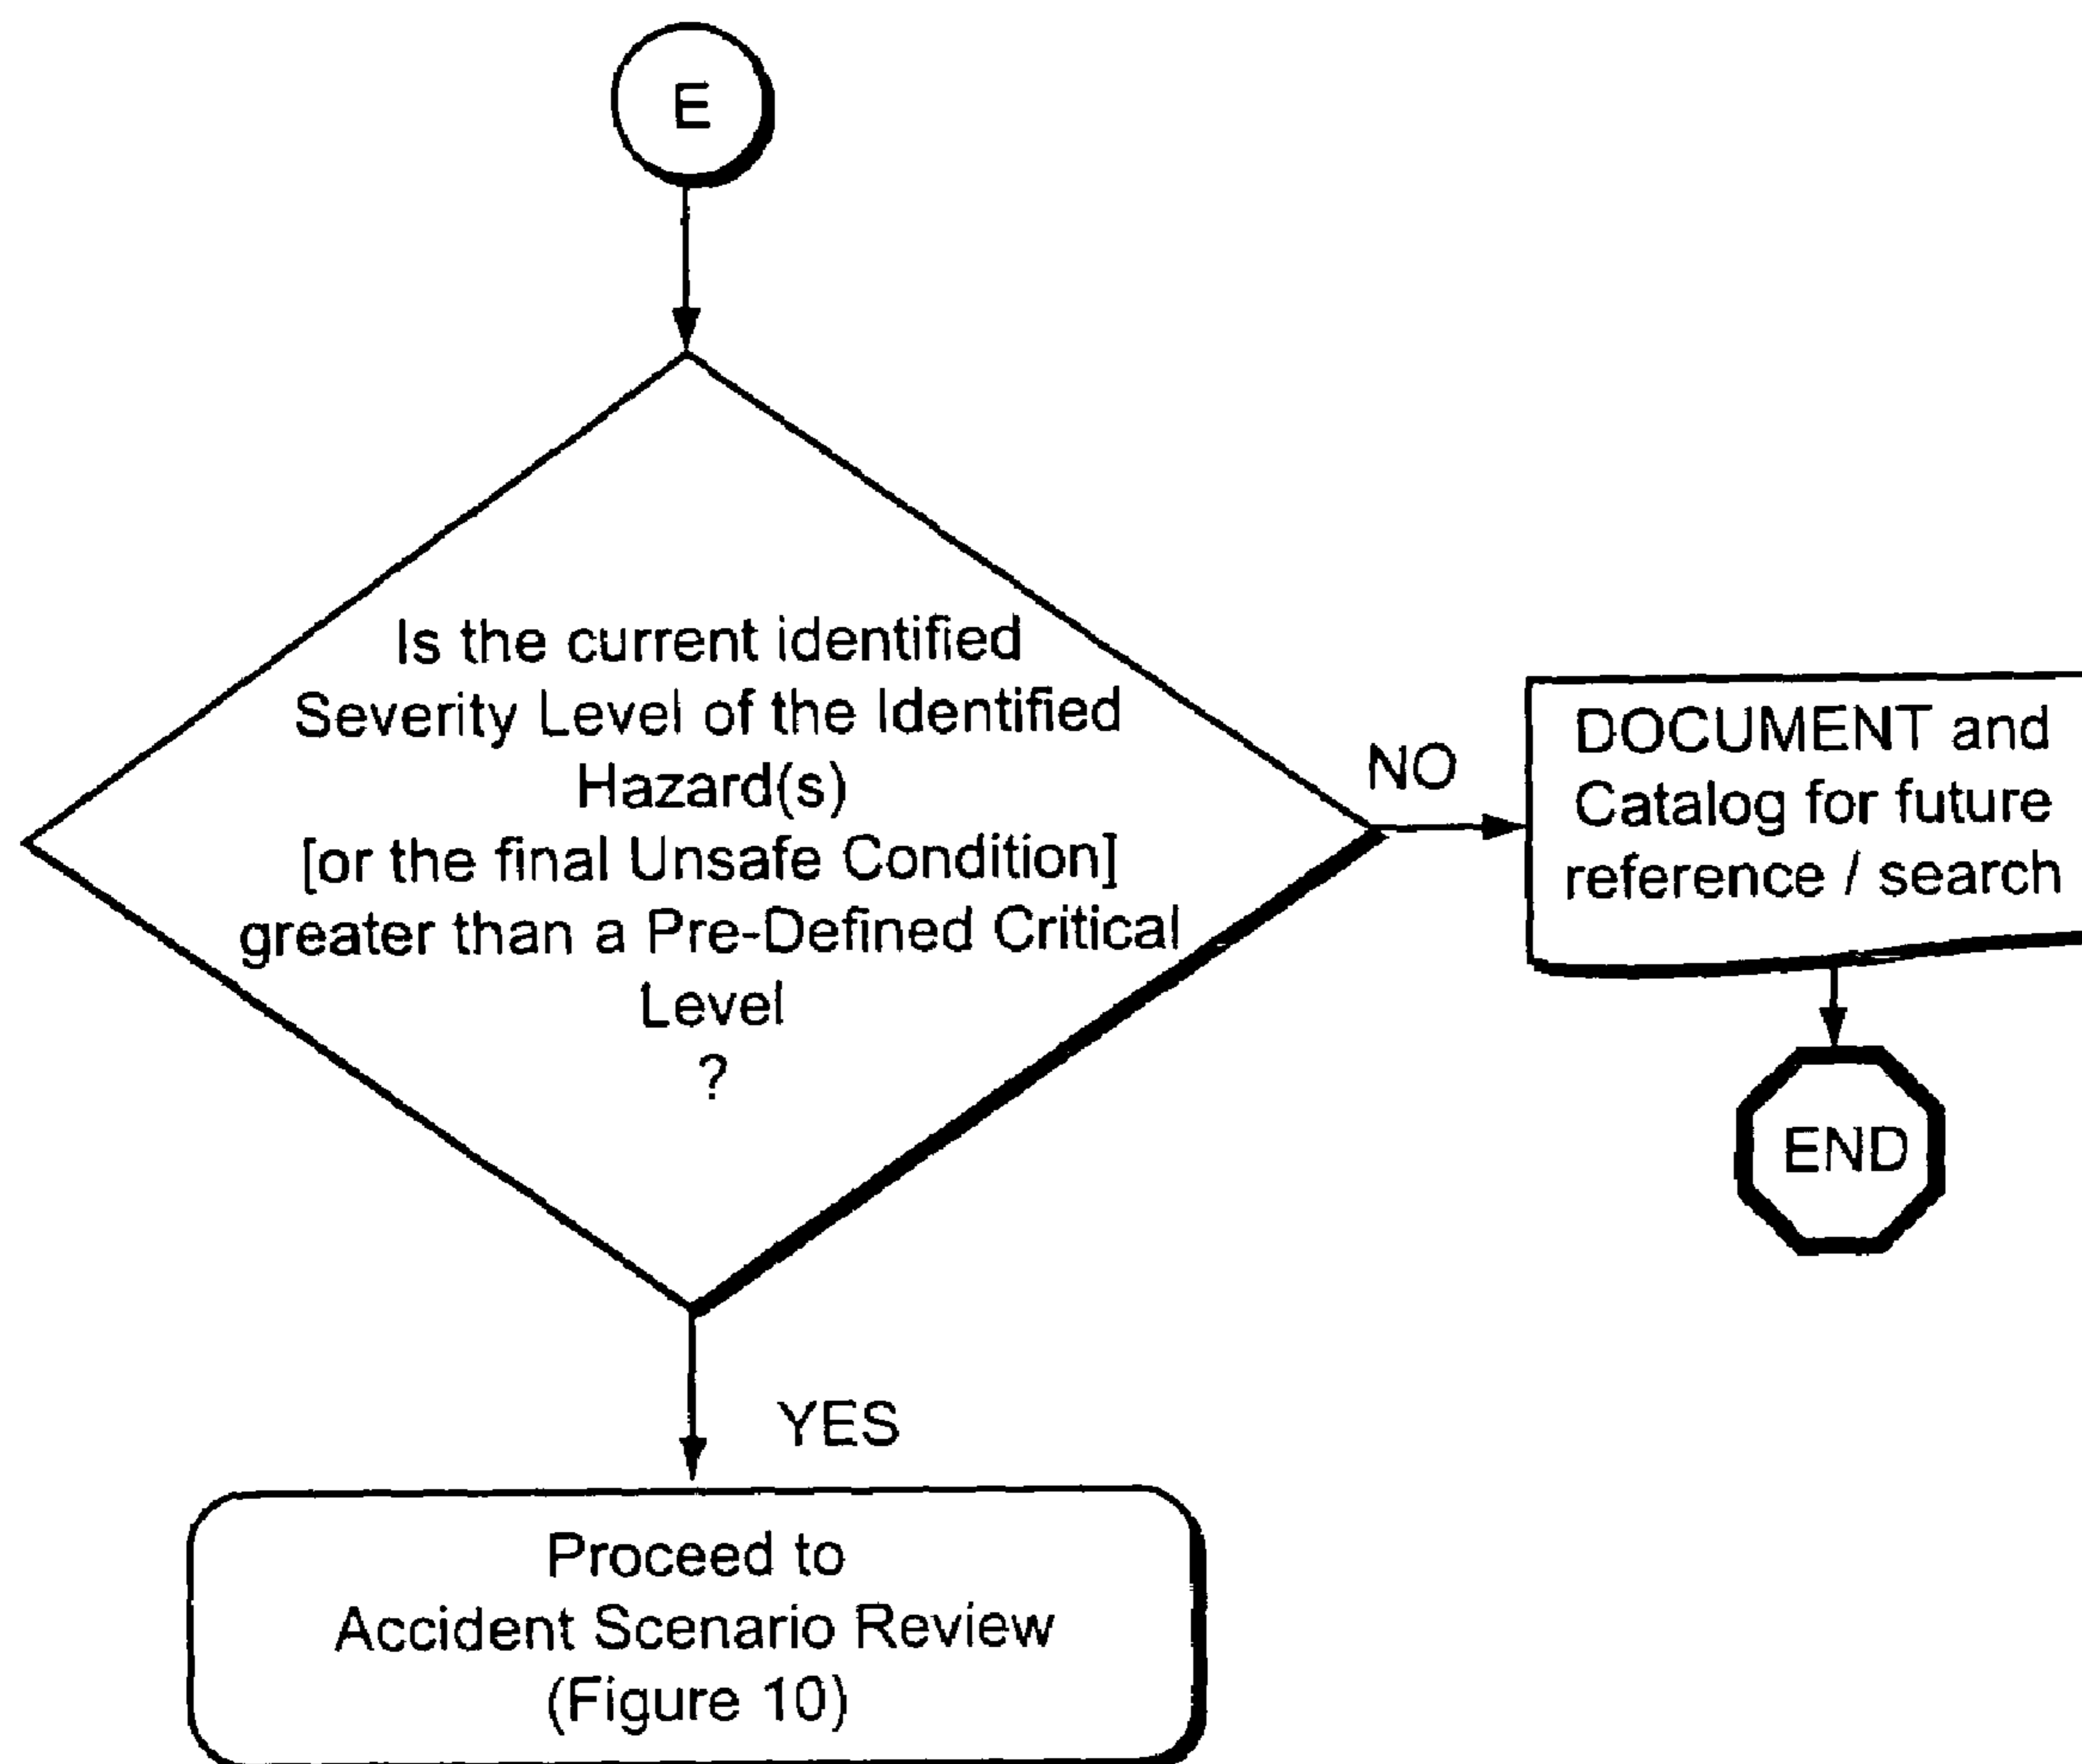 E
Is the current identified
Severity Level of the Identified
Hazard(s)
[or the final Unsafe Condition]
greater than a Pre-Defined Critical
Level
?
NO
DOCUMENT and
Catalog for future
reference / search
END
YES
Proceed to
Accident Scenario Review
(Figure 10)